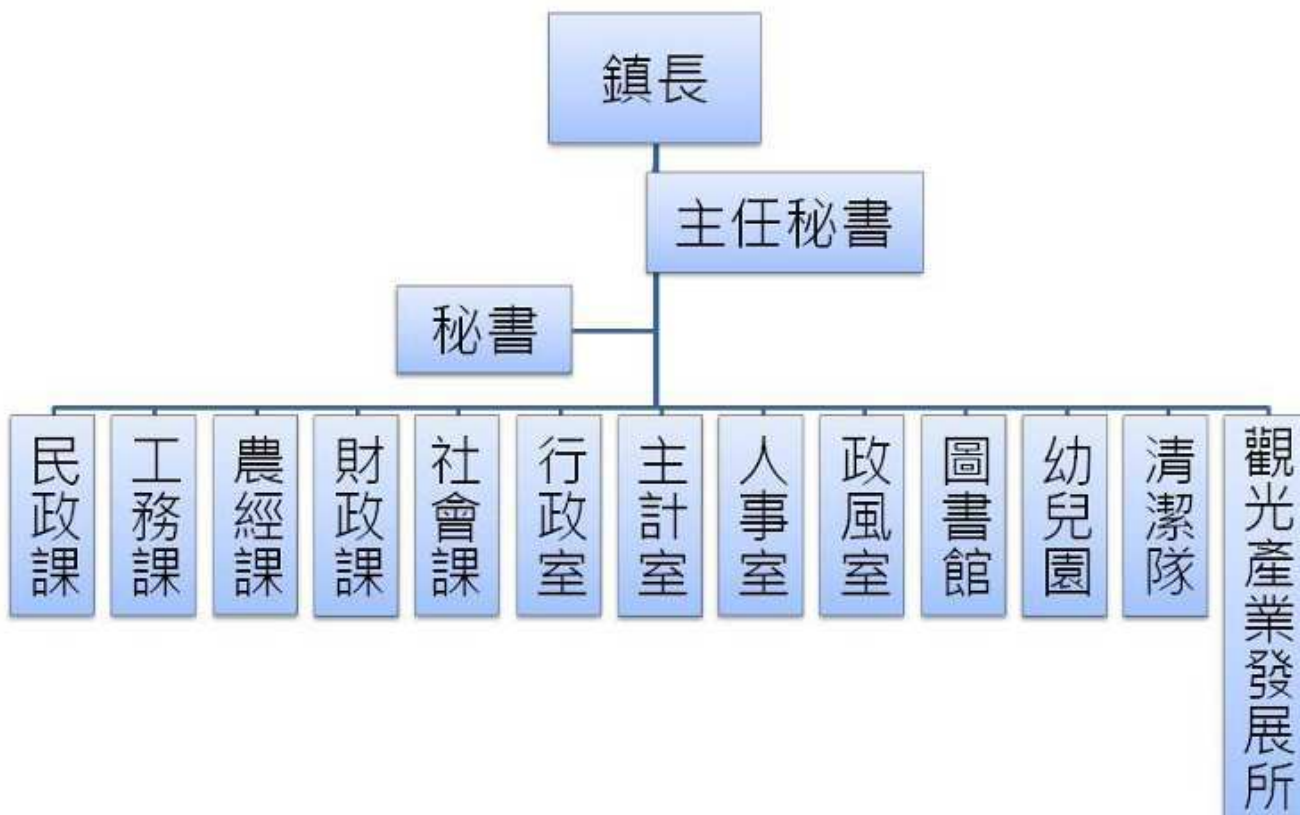 鎮長
主任秘書
秘書
民政課
工務課
農經課
財政課
社會課
行政室
主計室
人事室
政風室
圖書館
幼兒園
清潔隊
觀光產業發展所